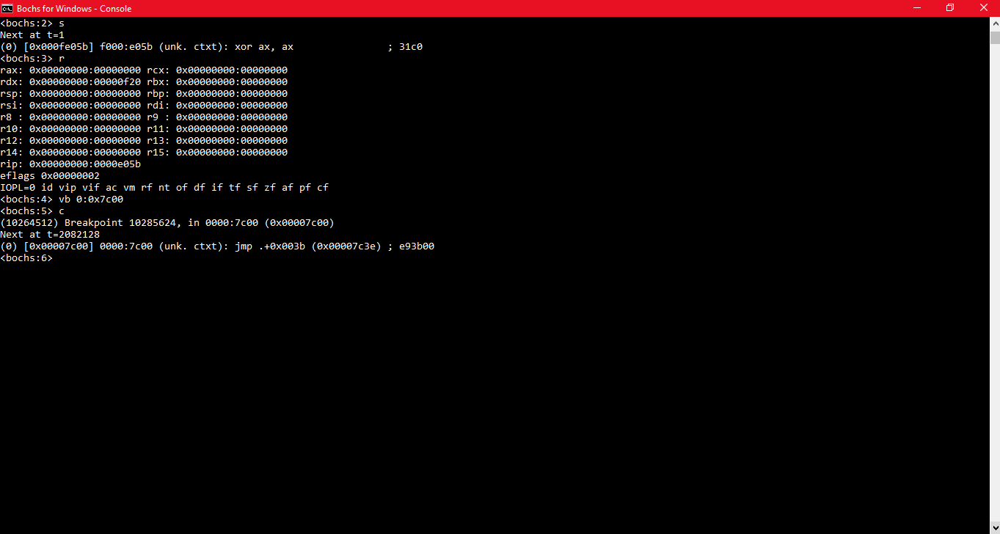 Bochs for Windows - Console
<bochs:2> s
Next at t=1
(0) [0x000fe05b] f000:e05b (unk. ctxt): xor ax, ax                ; 31c0
<bochs:3> r
rax: 0x00000000:00000000 rcx: 0x00000000:00000000
rdx: 0x00000000:00000f20 rbx: 0x00000000:00000000
rsp: 0x00000000:00000000 rbp: 0x00000000:00000000
rsi: 0x00000000:00000000 rdi: 0x00000000:00000000
r8 : 0x00000000:00000000 r9 : 0x00000000:00000000
r10: 0x00000000:00000000 r11: 0x00000000:00000000
r12: 0x00000000:00000000 r13: 0x00000000:00000000
r14: 0x00000000:00000000 r15: 0x00000000:00000000
rip: 0x00000000:0000e05b
eflags 0x00000002
IOPL=0 id vip vif ac vm rf nt of df if tf sf zf af pf cf
<bochs:4> vb 0:0x7c00
<bochs:5> c
(10264512) Breakpoint 10285624, in 0000:7c00 (0x00007c00)
Next at t=2082128
(0) [0x00007c00] 0000:7c00 (unk. ctxt): jmp .+0x003b (0x00007c3e) ; e93b00
<bochs:6>